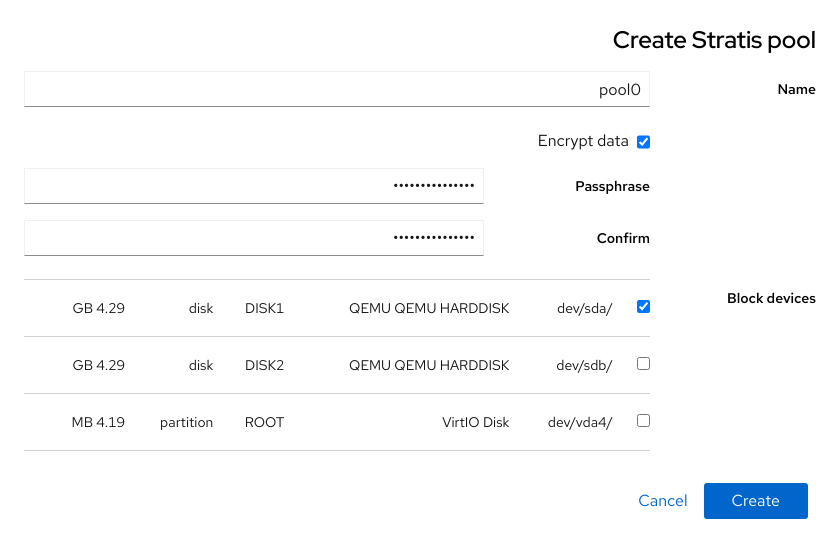 Create Stratis pool
Name
pool0
Encrypt data
Passphrase
•••••••••••••••
Confirm
•••••••••••••••
Block devices
dev/sda/ QEMU QEMU HARDDISK DISK1 disk GB 4.29
dev/sdb/ QEMU QEMU HARDDISK DISK2 disk GB 4.29
dev/vda4/ VirtIO Disk ROOT partition MB 4.19
Create
Cancel